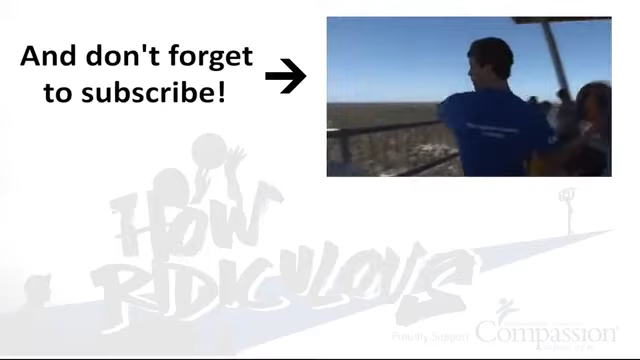 And don't forget
to subscribe!
HOW
RIDICULOUS
Proudly Support
Compassion